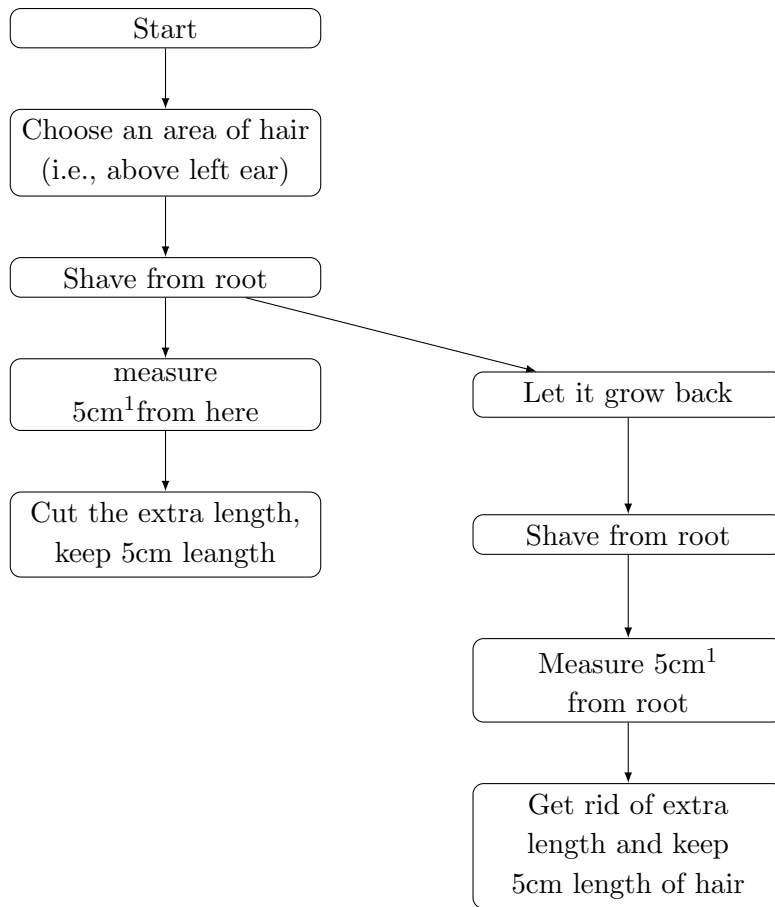 Start
Choose an area of hair
(i.e., above left ear)
Shave from root
measure
5cm¹from here
Cut the extra length,
keep 5cm leangth
Let it grow back
Shave from root
Measure 5cm¹
from root
Get rid of extra
length and keep
5cm length of hair